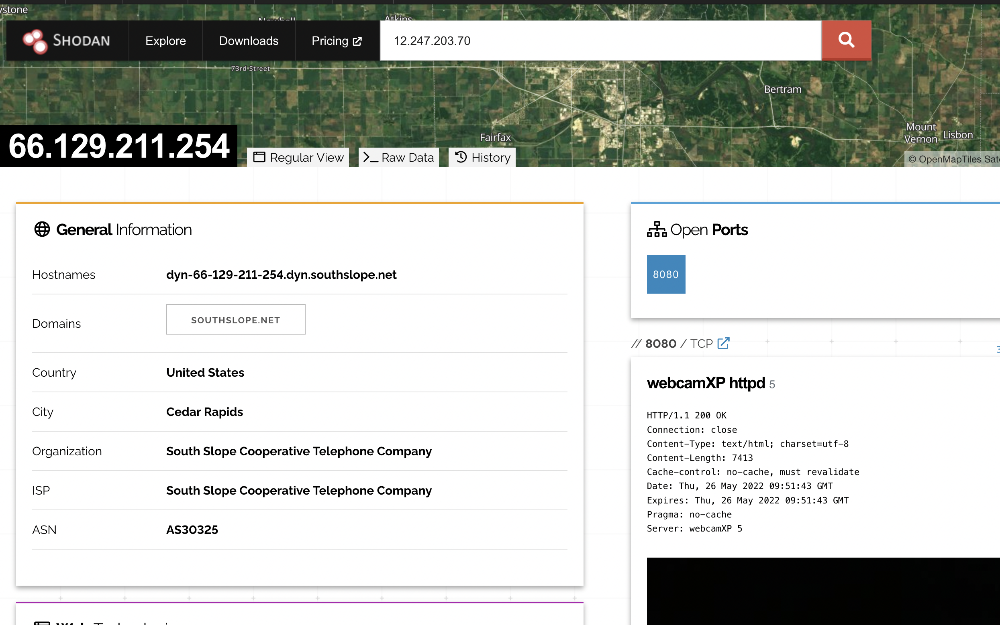 ystone
Newhall
Atkins
SHODAN
Explore
Downloads
Pricing
12.247.203.70
73rd Street
Bertram
Fairfax
Mount
Vernon
Lisbon
66.129.211.254
Regular View
Raw Data
History
© OpenMapTiles Sate
General Information
Hostnames
dyn-66-129-211-254.dyn.southslope.net
Domains
SOUTHSLOPE.NET
Country
United States
City
Cedar Rapids
Organization
South Slope Cooperative Telephone Company
ISP
South Slope Cooperative Telephone Company
ASN
AS30325
Open Ports
8080
// 8080 / TCP
3
webcamXP httpd 5
HTTP/1.1 200 OK
Connection: close
Content-Type: text/html; charset=utf-8
Content-Length: 7413
Cache-control: no-cache, must revalidate
Date: Thu, 26 May 2022 09:51:43 GMT
Expires: Thu, 26 May 2022 09:51:43 GMT
Pragma: no-cache
Server: webcamXP 5